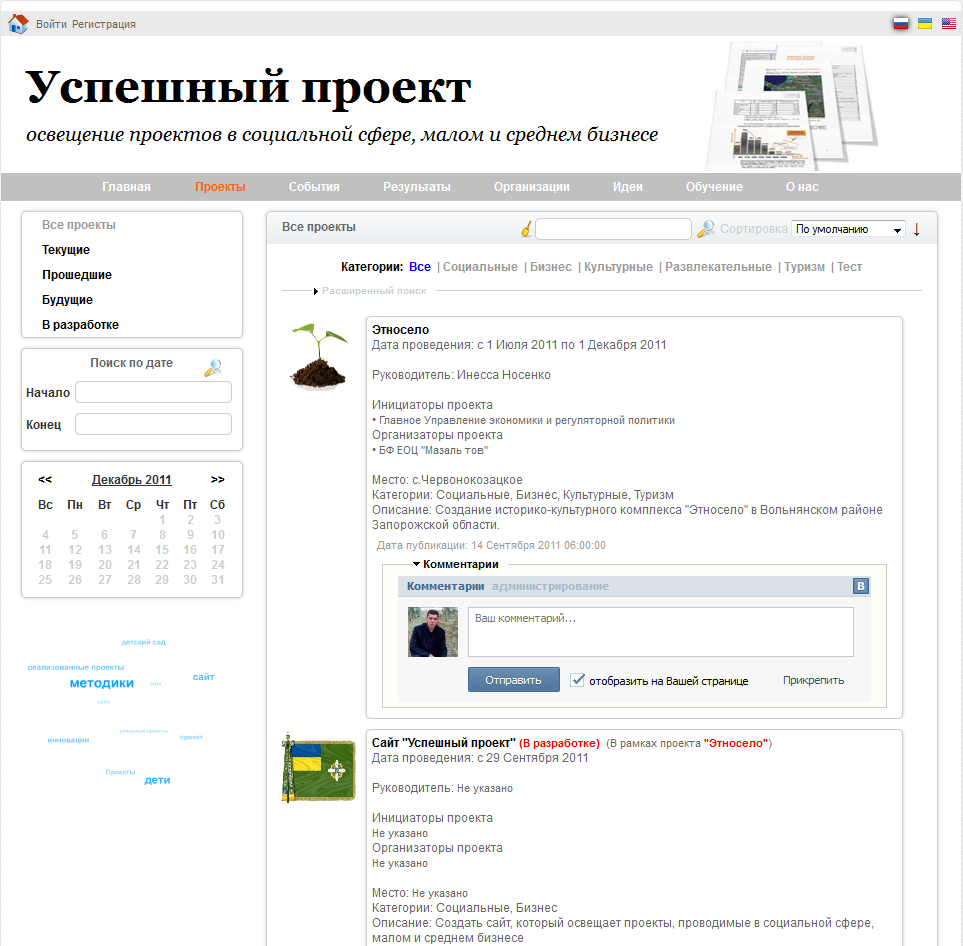 Войти Регистрация
Успешный проект
освещение проектов в социальной сфере, малом и среднем бизнесе
Главная Проекты События Результаты Организации Идеи Обучение О нас
Все проекты
Текущие
Прошедшие
Будущие
В разработке
Поиск по дате
Начало
Конец
<< Декабрь 2011 >>
Вс Пн Вт Ср Чт Пт Сб
1 2 3
4 5 6 7 8 9 10
11 12 13 14 15 16 17
18 19 20 21 22 23 24
25 26 27 28 29 30 31
детский сад
реализованные проекты
методики
сайт
инновации
проект
Проекты
дети
Все проекты
Сортировка По умолчанию ↓
Категории: Все | Социальные | Бизнес | Культурные | Развлекательные | Туризм | Тест
Расширенный поиск
Этносело
Дата проведения: с 1 Июля 2011 по 1 Декабря 2011
Руководитель: Инесса Носенко
Инициаторы проекта
• Главное Управление экономики и регуляторной политики
Организаторы проекта
• БФ ЕОЦ "Мазаль тов"
Место: с.Червонокозацкое
Категории: Социальные, Бизнес, Культурные, Туризм
Описание: Создание историко-культурного комплекса "Этносело" в Вольнянском районе
Запорожской области.
Дата публикации: 14 Сентября 2011 06:00:00
Комментарии
Комментарии администрирование B
Ваш комментарий...
Отправить отобразить на Вашей странице Прикрепить
Сайт "Успешный проект" (В разработке) (В рамках проекта "Этносело")
Дата проведения: с 29 Сентября 2011
Руководитель: Не указано
Инициаторы проекта
Не указано
Организаторы проекта
Не указано
Место: Не указано
Категории: Социальные, Бизнес
Описание: Создать сайт, который освещает проекты, проводимые в социальной сфере,
малом и среднем бизнесе